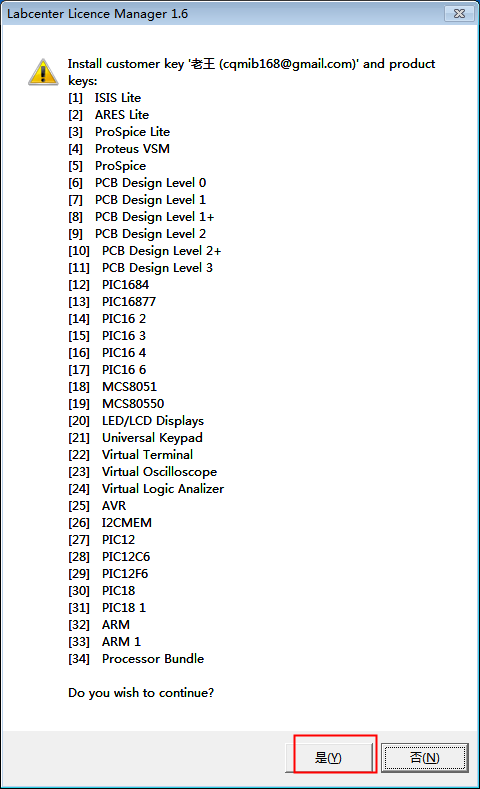 Labcenter Licence Manager 1.6
Install customer key '老王 (cqmib168@gmail.com)' and product
keys:
[1] ISIS Lite
[2] ARES Lite
[3] ProSpice Lite
[4] Proteus VSM
[5] ProSpice
[6] PCB Design Level 0
[7] PCB Design Level 1
[8] PCB Design Level 1+
[9] PCB Design Level 2
[10] PCB Design Level 2+
[11] PCB Design Level 3
[12] PIC1684
[13] PIC16877
[14] PIC16 2
[15] PIC16 3
[16] PIC16 4
[17] PIC16 6
[18] MCS8051
[19] MCS80550
[20] LED/LCD Displays
[21] Universal Keypad
[22] Virtual Terminal
[23] Virtual Oscilloscope
[24] Virtual Logic Analizer
[25] AVR
[26] I2CMEM
[27] PIC12
[28] PIC12C6
[29] PIC12F6
[30] PIC18
[31] PIC18 1
[32] ARM
[33] ARM 1
[34] Processor Bundle
Do you wish to continue?
是(Y) 否(N)